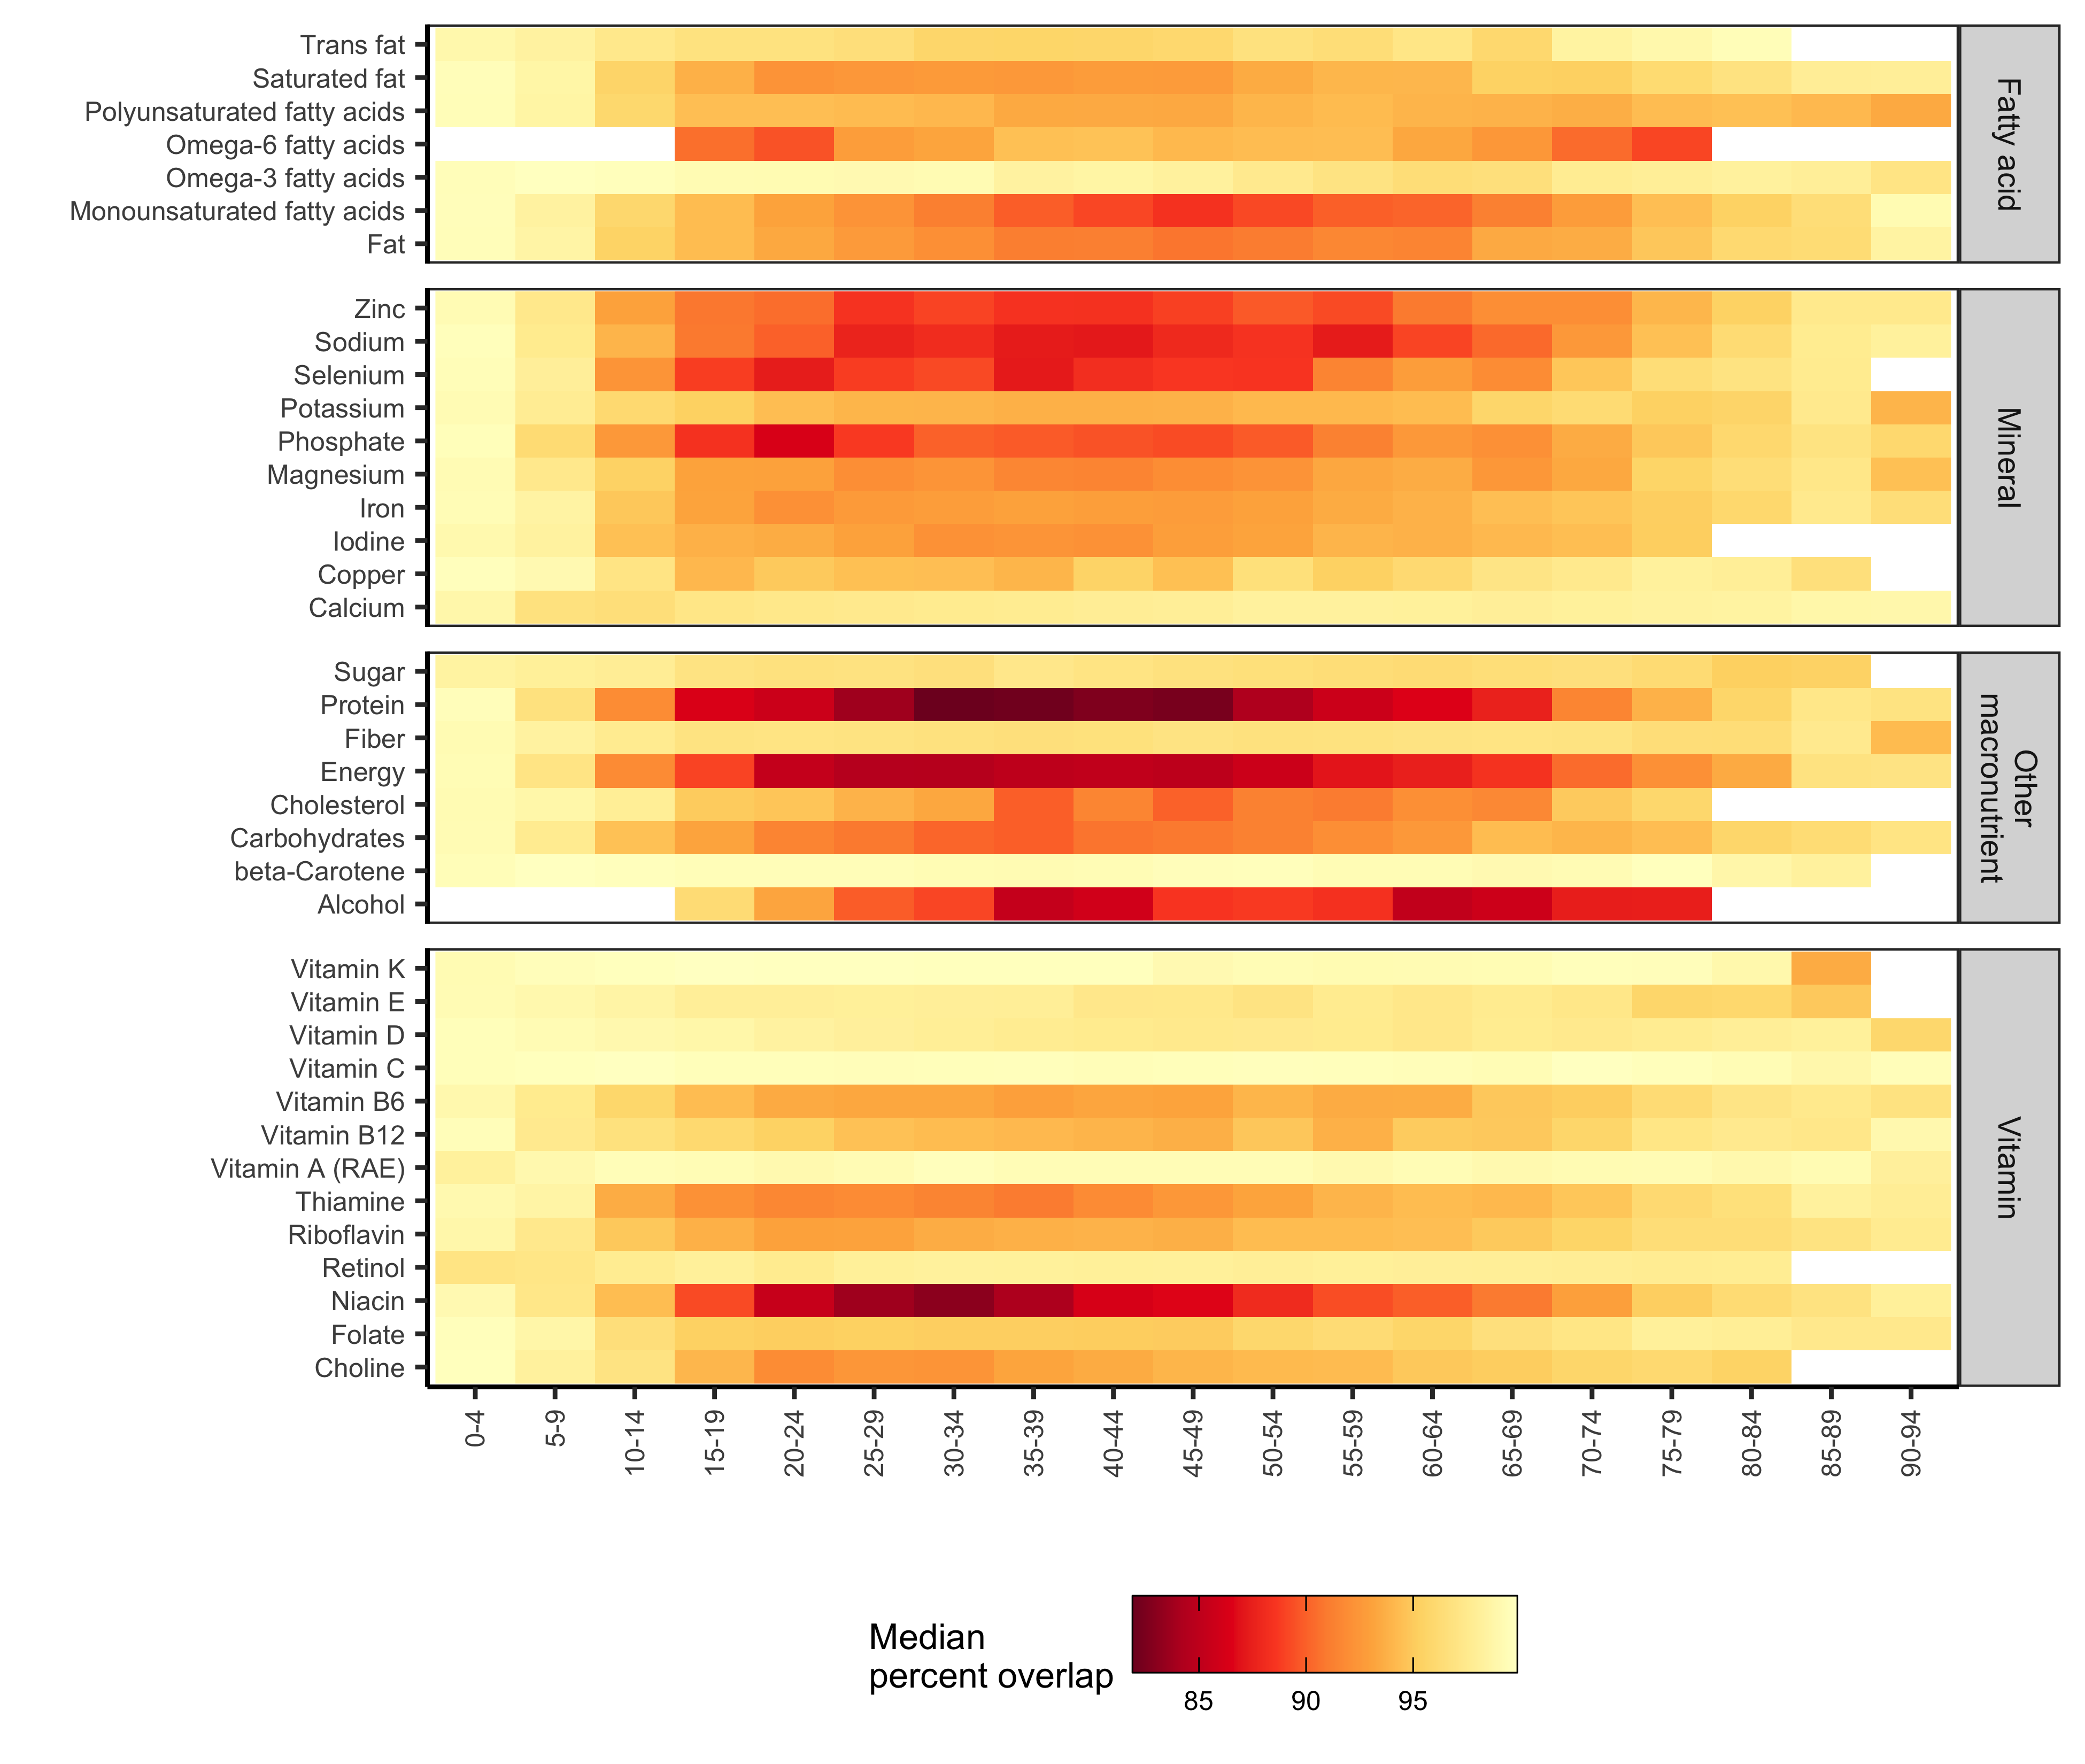 Trans fat
Saturated fat
Polyunsaturated fatty acids
Omega-6 fatty acids
Omega-3 fatty acids
Monounsaturated fatty acids
Fat
Fatty acid
Zinc
Sodium
Selenium
Potassium
Phosphate
Magnesium
Iron
Iodine
Copper
Calcium
Mineral
Sugar
Protein
Fiber
Energy
Cholesterol
Carbohydrates
beta-Carotene
Alcohol
Other
macronutrient
Vitamin K
Vitamin E
Vitamin D
Vitamin C
Vitamin B6
Vitamin B12
Vitamin A (RAE)
Thiamine
Riboflavin
Retinol
Niacin
Folate
Choline
Vitamin
0-4
5-9
10-14
15-19
20-24
25-29
30-34
35-39
40-44
45-49
50-54
55-59
60-64
65-69
70-74
75-79
80-84
85-89
90-94
Median
percent overlap
85 90 95